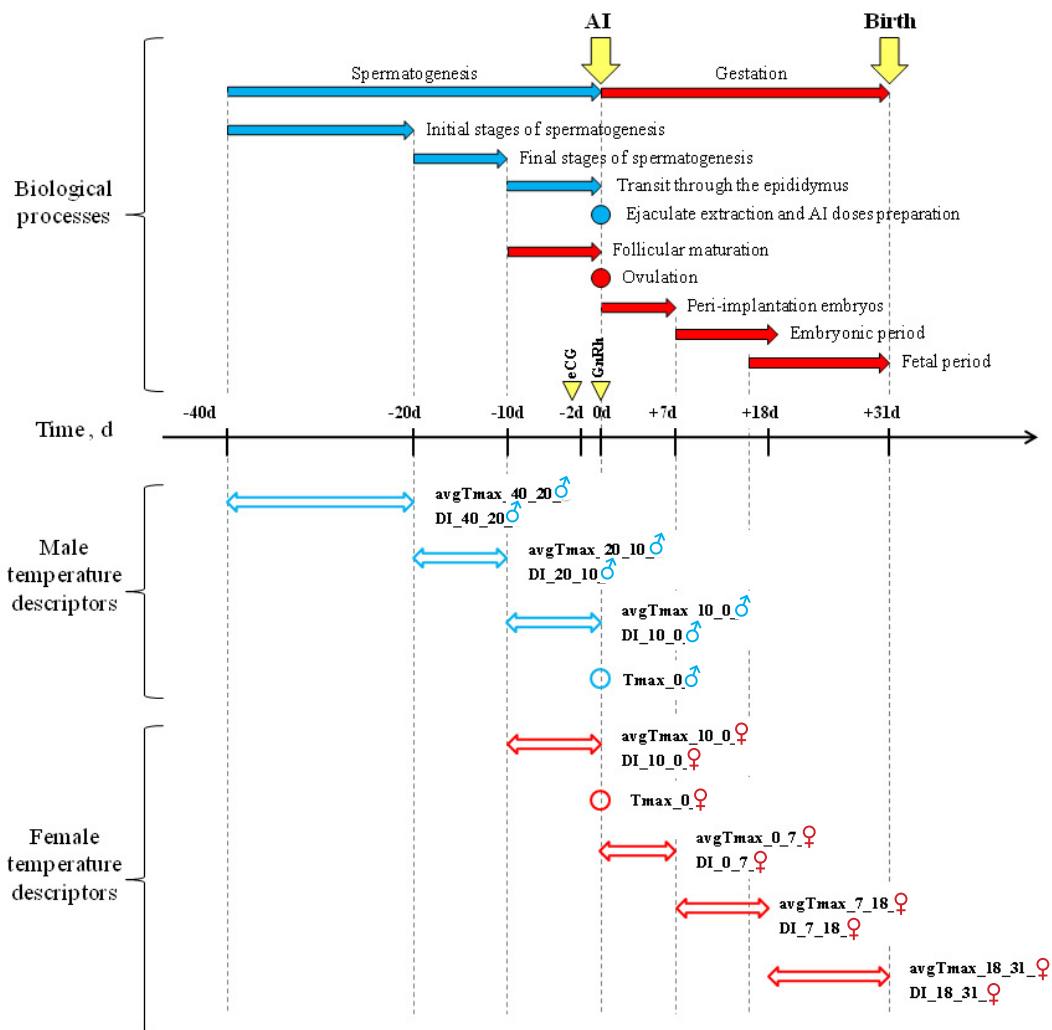 AI
Birth
Spermatogenesis
Gestation
Initial stages of spermatogenesis
Final stages of spermatogenesis
Biological
processes
Transit through the epididymus
Ejaculate extraction and AI doses preparation
Follicular maturation
Ovulation
Peri-implantation embryos
Embryonic period
Fetal period
eCG
GnRh
-40d
-20d
-10d
-2d
0d
+7d
+18d
+31d
Time, d
Male
temperature
descriptors
avgTmax_40_20_♂
DI_40_20_♂
avgTmax_20_10_♂
DI_20_10_♂
avgTmax_10_0_♂
DI_10_0_♂
Tmax_0_♂
Female
temperature
descriptors
avgTmax_10_0_♀
DI_10_0_♀
Tmax_0_♀
avgTmax_0_7_♀
DI_0_7_♀
avgTmax_7_18_♀
DI_7_18_♀
avgTmax_18_31_♀
DI_18_31_♀